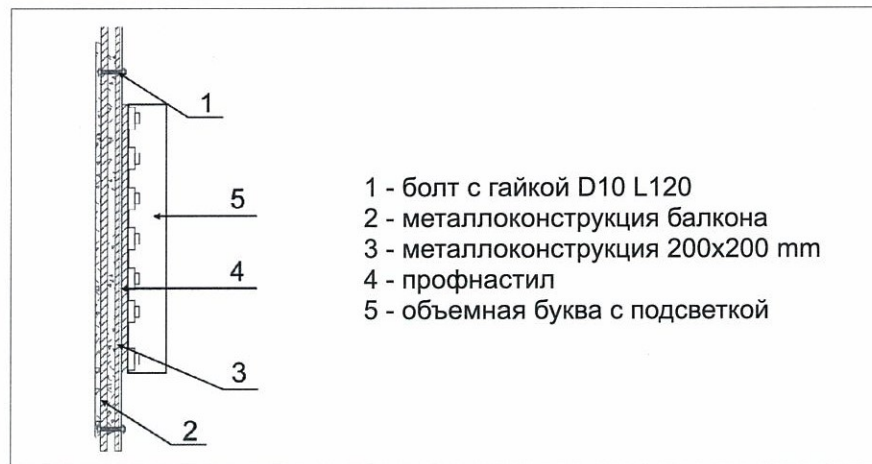 1
5
4
3
2
1 - болт с гайкой D10 L120
2 - металлоконструкция балкона
3 - металлоконструкция 200x200 mm
4 - профнастил
5 - объемная буква с подсветкой